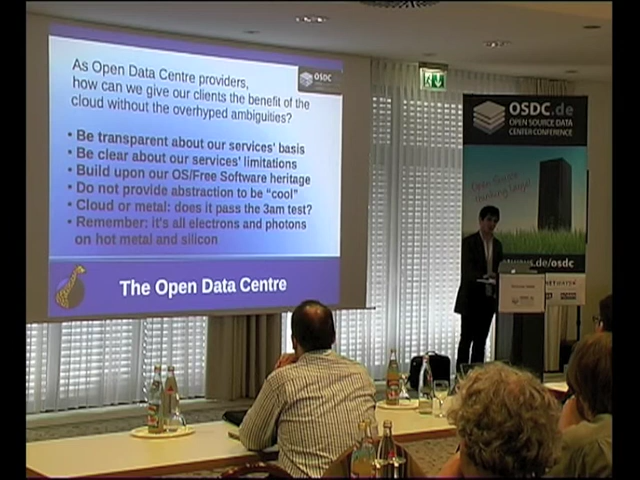 As Open Data Centre providers,
how can we give our clients the benefit of the
cloud without the overhyped ambiguities?
OSDC
• Be transparent about our services' basis
• Be clear about our services' limitations
• Build upon our OS/Free Software heritage
• Do not provide abstraction to be "cool"
• Cloud or metal: does it pass the 3am test?
• Remember: it's all electrons and photons
on hot metal and silicon
The Open Data Centre
OSDC.de
OPEN SOURCE DATA
CENTER CONFERENCE
.de/osdc
OSDC